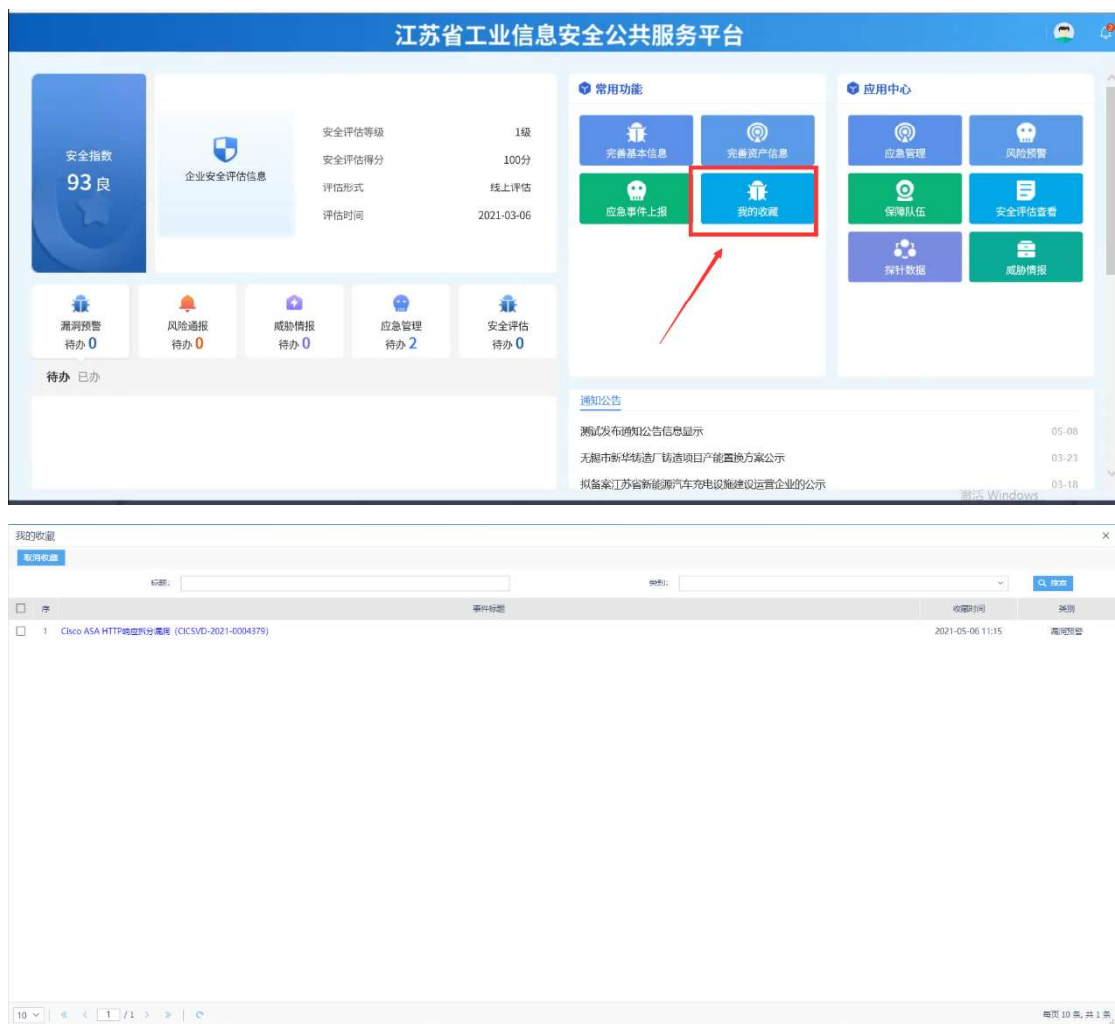 江苏省工业信息安全公共服务平台
2
安全指数
93 良
企业安全评估信息
安全评估等级 1级
安全评估得分 100分
评估形式 线上评估
评估时间 2021-03-06
常用功能
完善基本信息 完善资产信息
应急事件上报 我的收藏
应用中心
应急管理 风险预警
保障队伍 安全评估查看
探针数据 威胁情报
漏洞预警 风险通报 威胁情报 应急管理 安全评估
待办 0 待办 0 待办 0 待办 2 待办 0
待办 已办
通知公告
测试发布通知公告信息显示 05-08
无锡市新华铸造厂铸造项目产能置换方案公示 03-23
拟备案江苏省新能源汽车充电设施建设运营企业的公示 03-18
激活 Windows
我的收藏 ×
取消收藏
标题: 类别: 搜索
序 事件标题 收藏时间 类别
1 Cisco ASA HTTP响应拆分漏洞 (CICSVD-2021-0004379) 2021-05-06 11:15 漏洞预警
10 1 /1 每页 10 条, 共 1 条